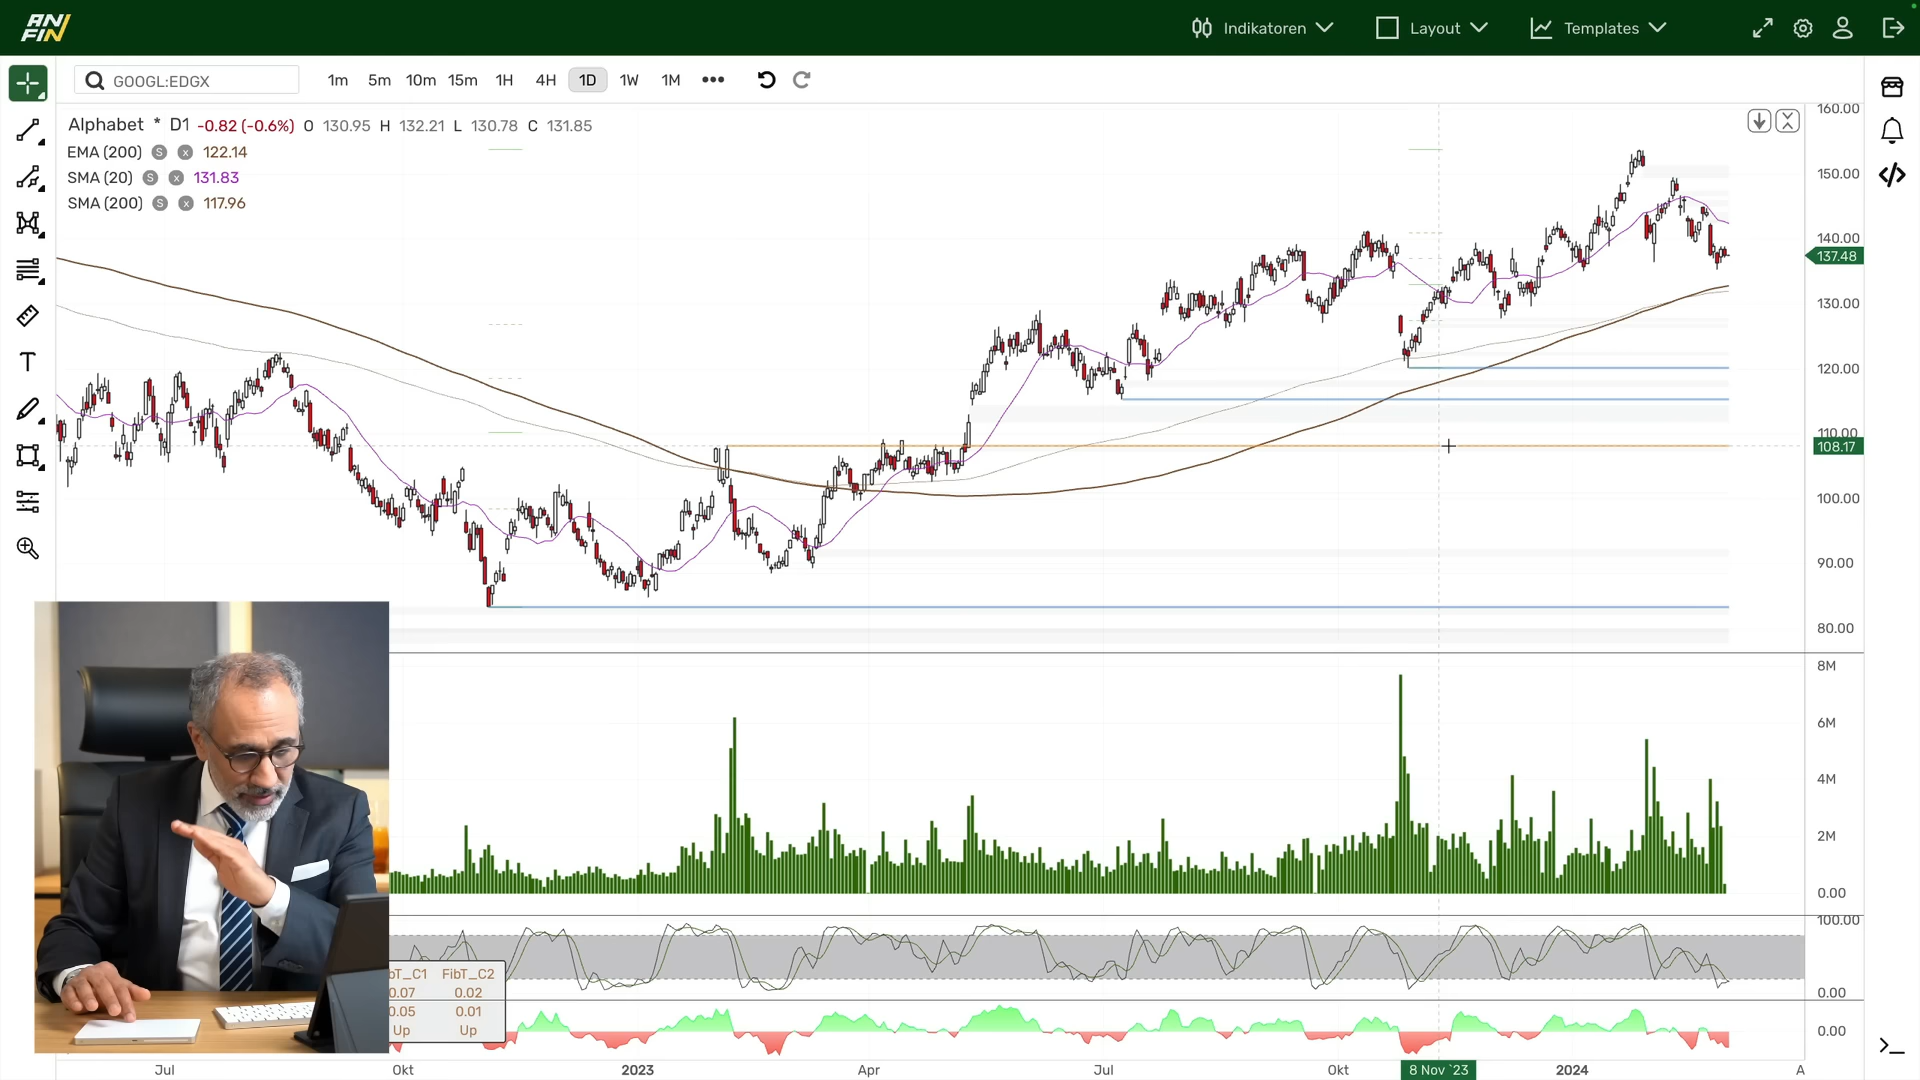 ANFIN
Indikatoren
Layout
Templates
GOOGL:EDGX
1m 5m 10m 15m 1H 4H 1D 1W 1M
Alphabet * D1 -0.82 (-0.6%) O 130.95 H 132.21 L 130.78 C 131.85
EMA (200) S x 122.14
SMA (20) S x 131.83
SMA (200) S x 117.96
160.00
150.00
140.00
137.48
130.00
120.00
110.00
108.17
100.00
90.00
80.00
8M
6M
4M
2M
0.00
100.00
0.00
0.00
bT_C1 FibT_C2
0.07 0.02
0.05 0.01
Up Up
Jul Okt 2023 Apr Jul Okt 8 Nov `23 2024 A